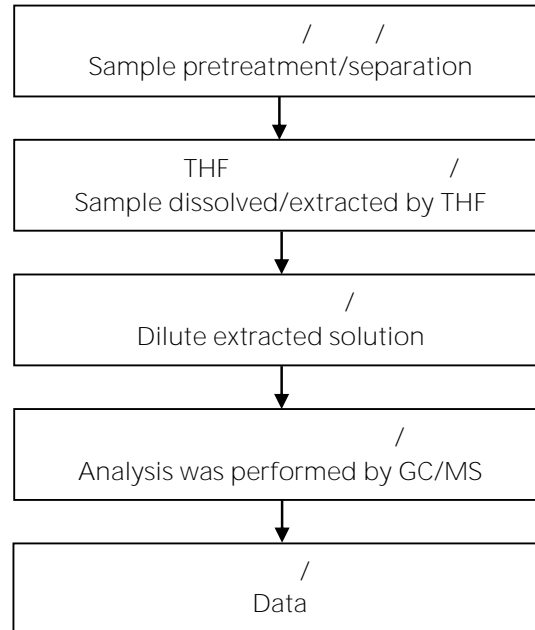 / /
Sample pretreatment/separation
THF /
Sample dissolved/extracted by THF
/
Dilute extracted solution
/
Analysis was performed by GC/MS
/
Data